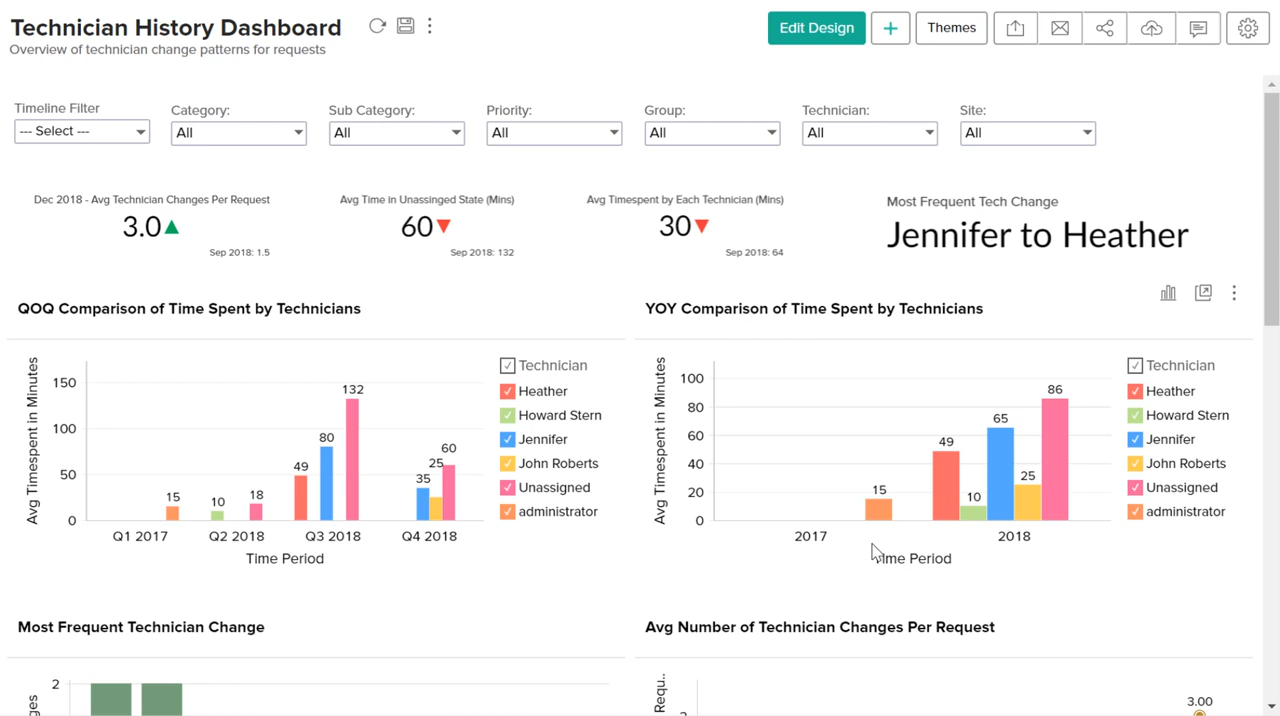 Technician History Dashboard
Overview of technician change patterns for requests
Edit Design
+
Themes
Timeline Filter
--- Select ---
Category:
All
Sub Category:
All
Priority:
All
Group:
All
Technician:
All
Site:
All
Dec 2018 - Avg Technician Changes Per Request
3.0
Sep 2018: 1.5
Avg Time in Unassinged State (Mins)
60
Sep 2018: 132
Avg Timespent by Each Technician (Mins)
30
Sep 2018: 64
Most Frequent Tech Change
Jennifer to Heather
QOQ Comparison of Time Spent by Technicians
Avg Timespent in Minutes
150
100
50
0
15
10
18
49
80
132
35
25
60
Q1 2017
Q2 2018
Q3 2018
Q4 2018
Time Period
Technician
Heather
Howard Stern
Jennifer
John Roberts
Unassigned
administrator
YOY Comparison of Time Spent by Technicians
Avg Timespent in Minutes
100
80
60
40
20
0
15
49
10
65
25
86
2017
2018
Time Period
Technician
Heather
Howard Stern
Jennifer
John Roberts
Unassigned
administrator
Most Frequent Technician Change
2
Avg Number of Technician Changes Per Request
Requ..
3.00